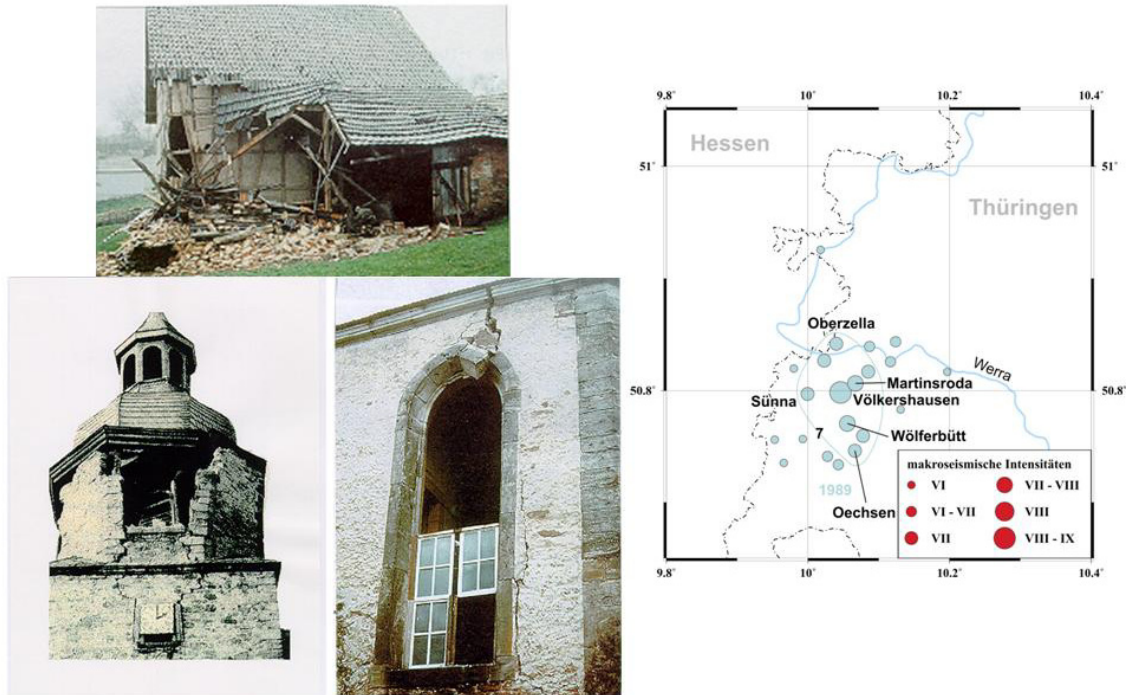 9.8°
10°
10.2°
10.4°
Hessen
Thüringen
51°
51°
Oberzella
Werra
Martinsroda
50.8°
50.8°
Völkershausen
Sünna
7
Wölferbütt
1989
Oechsen
makroseismische Intensitäten
VI
VII - VIII
VI - VII
VIII
VII
VIII - IX
9.8°
10°
10.2°
10.4°